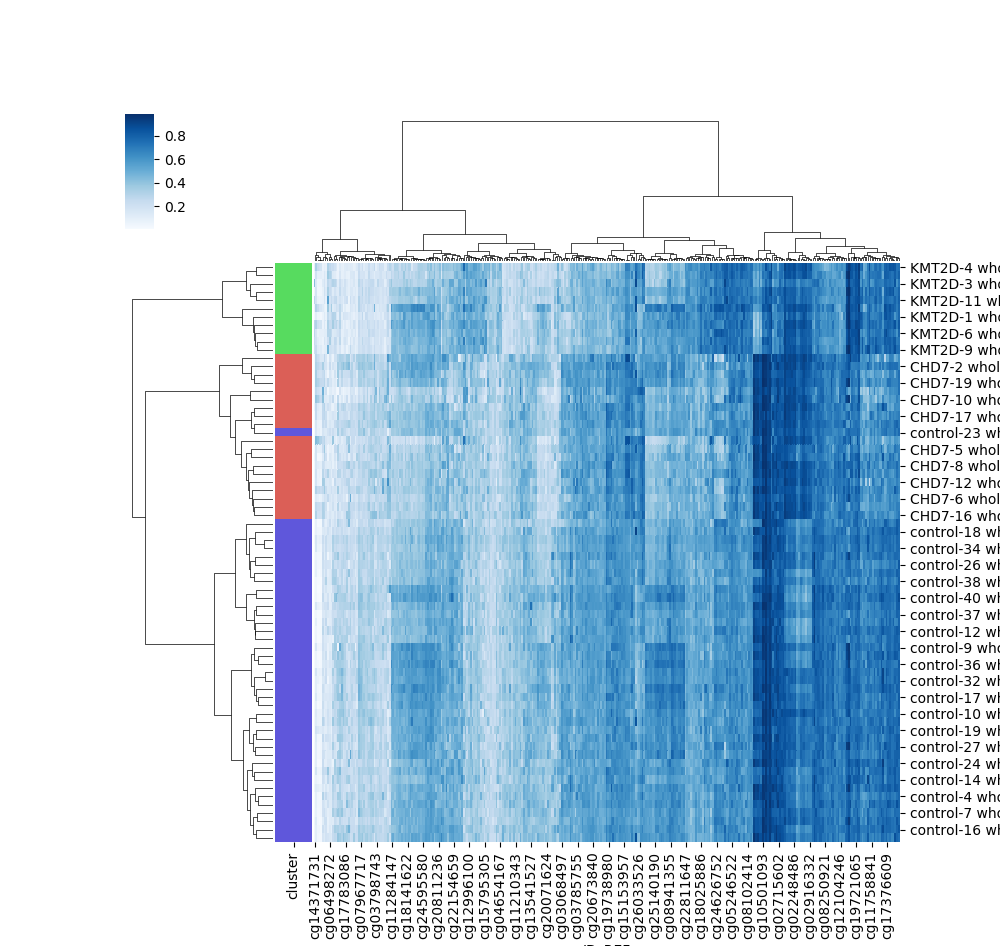 0.8
0.6
0.4
0.2
KMT2D-4 who
KMT2D-3 who
KMT2D-11 wh
KMT2D-1 who
KMT2D-6 who
KMT2D-9 who
CHD7-2 whol
CHD7-19 who
CHD7-10 who
CHD7-17 who
control-23 wh
CHD7-5 whol
CHD7-8 whol
CHD7-12 who
CHD7-6 whol
CHD7-16 who
control-18 wh
control-34 wh
control-26 wh
control-38 wh
control-40 wh
control-37 wh
control-12 wh
control-9 who
control-36 wh
control-32 wh
control-17 wh
control-10 wh
control-19 wh
control-27 wh
control-24 wh
control-14 wh
control-4 who
control-7 who
control-16 wh
cluster
cg14371731
cg06498272
cg17783086
cg07967717
cg03798743
cg11284147
cg18141622
cg24595580
cg20811236
cg22154659
cg12996100
cg15795305
cg04654167
cg11210343
cg13541527
cg20071624
cg03068497
cg03785755
cg20673840
cg19738980
cg15153957
cg26033526
cg25140190
cg08941355
cg22811647
cg18025886
cg24626752
cg05246522
cg08102414
cg10501093
cg02715602
cg02248486
cg02916332
cg08250921
cg12104246
cg19721065
cg11758841
cg17376609